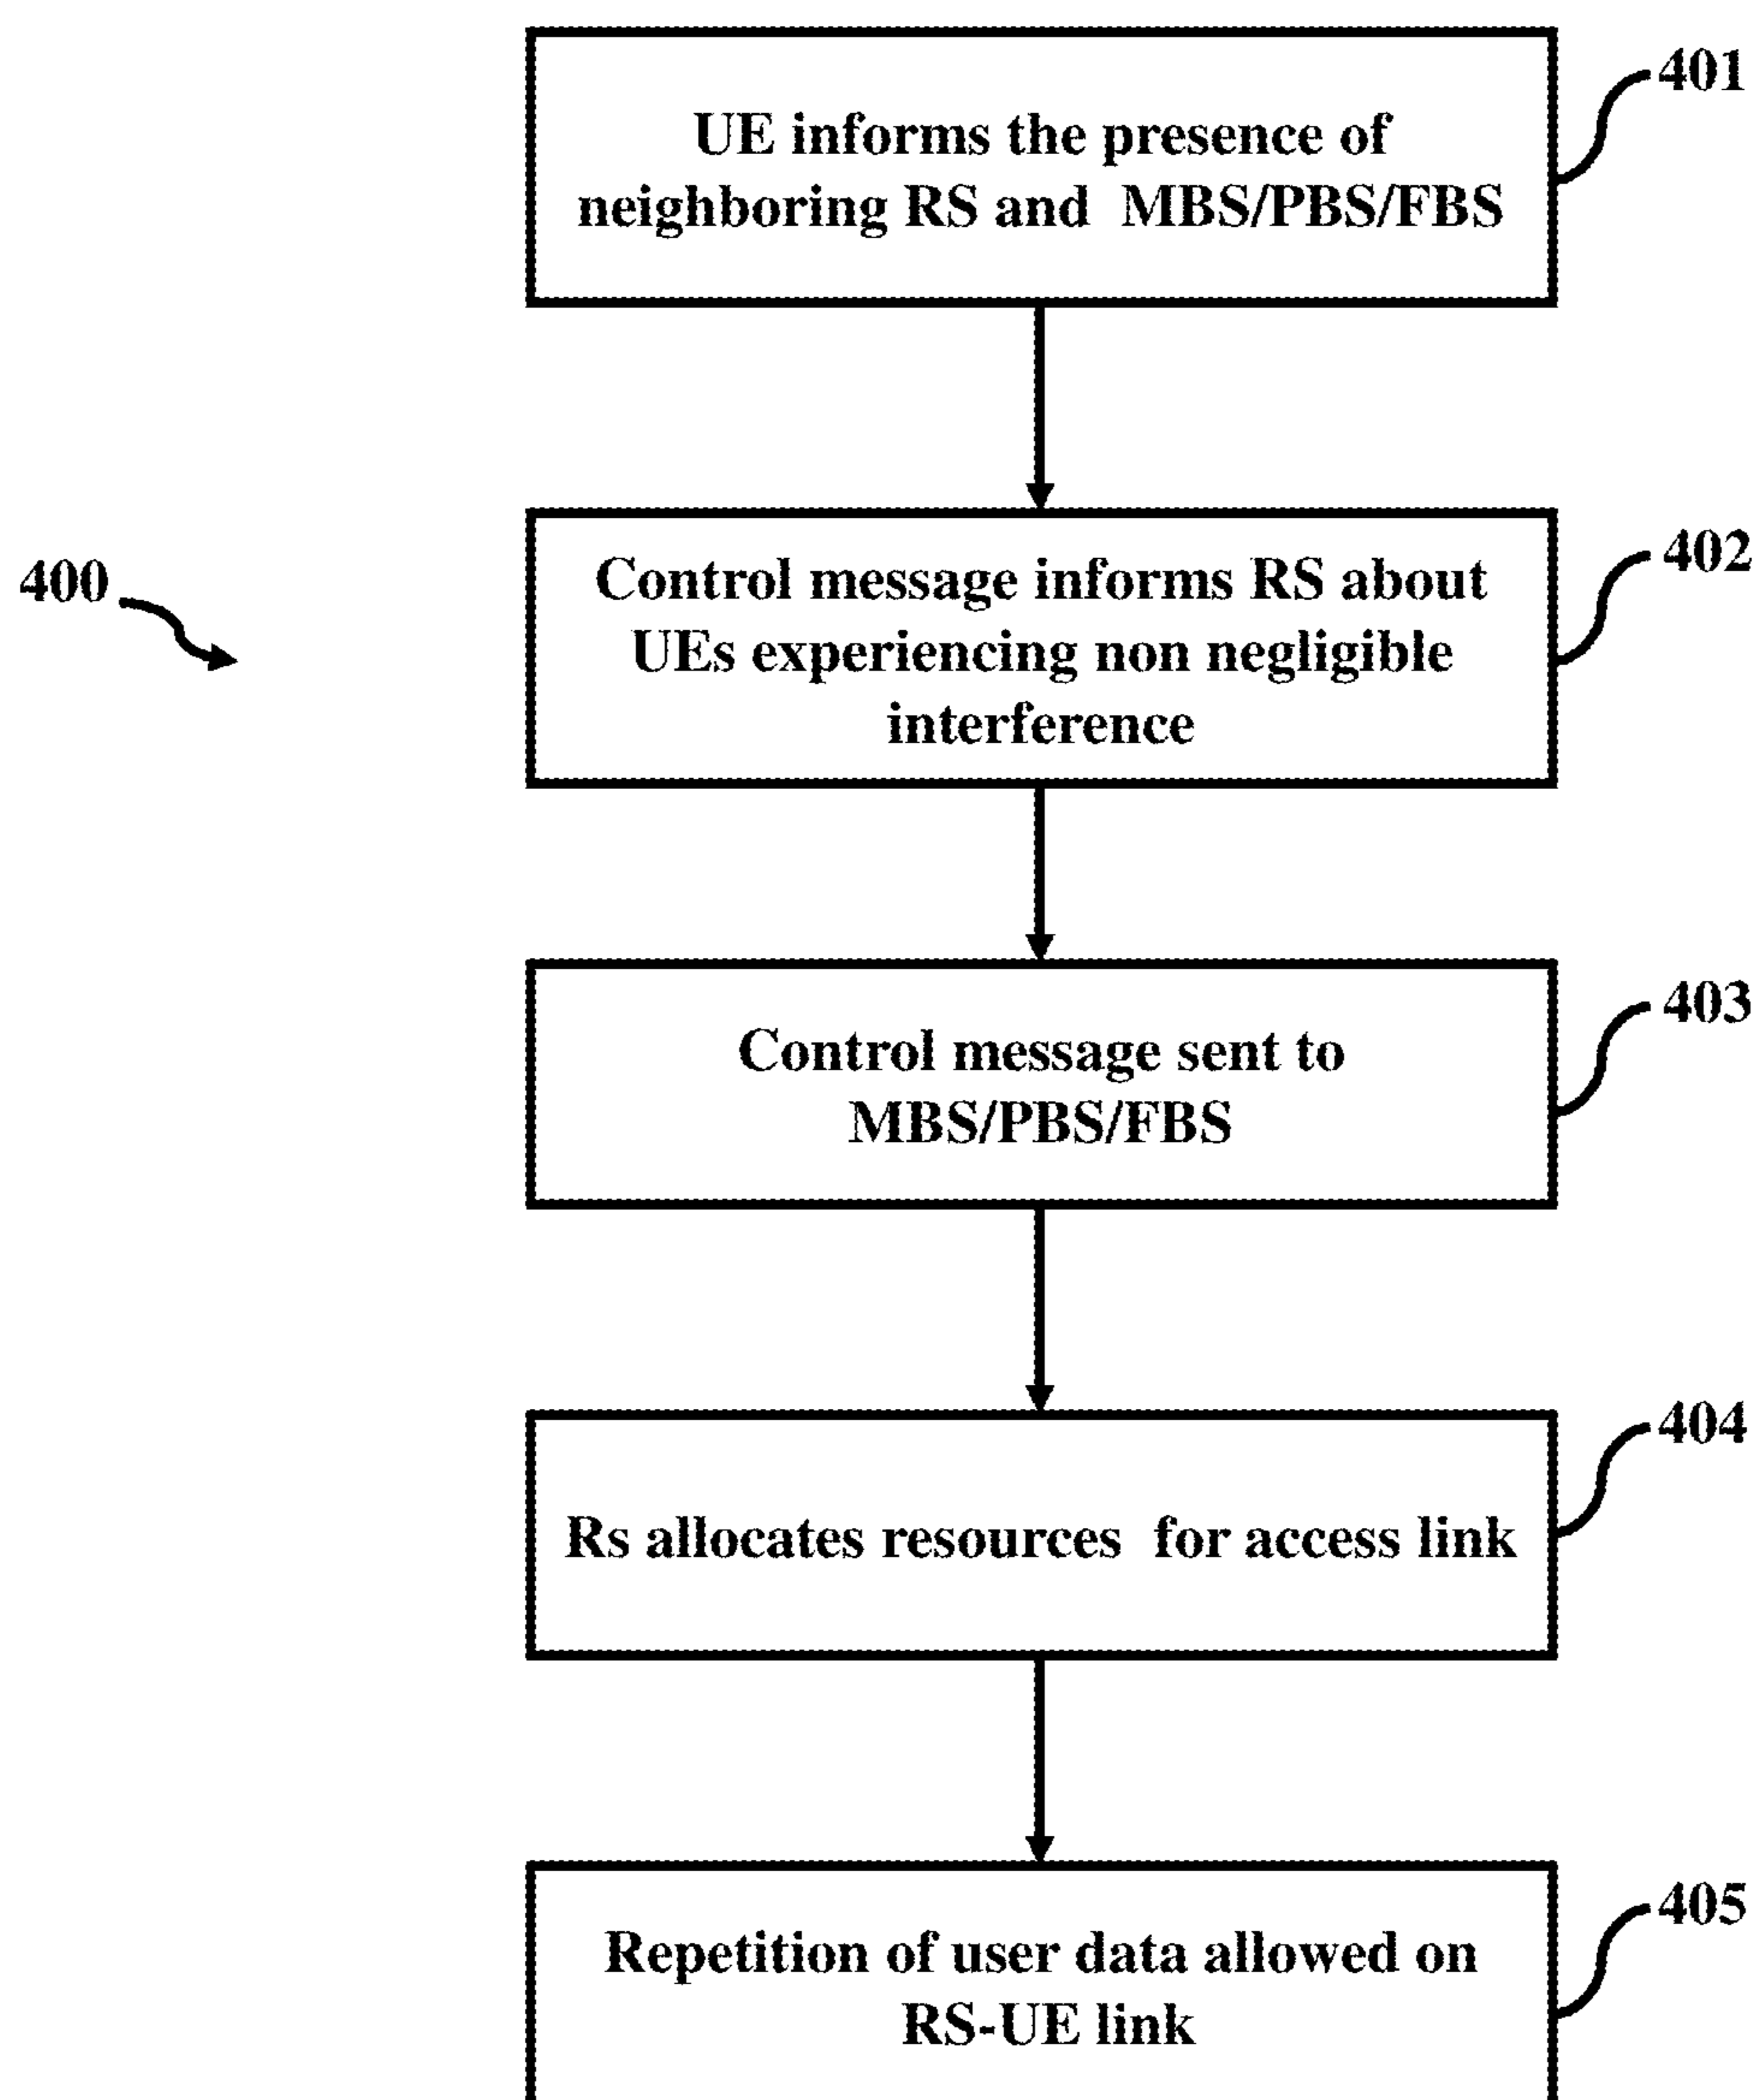 UE informs the presence of
neighboring RS and MBS/PBS/FBS
401
400
Control message informs RS about
UEs experiencing non negligible
interference
402
Control message sent to
MBS/PBS/FBS
403
Rs allocates resources for access link
404
Repetition of user data allowed on
RS-UE link
405